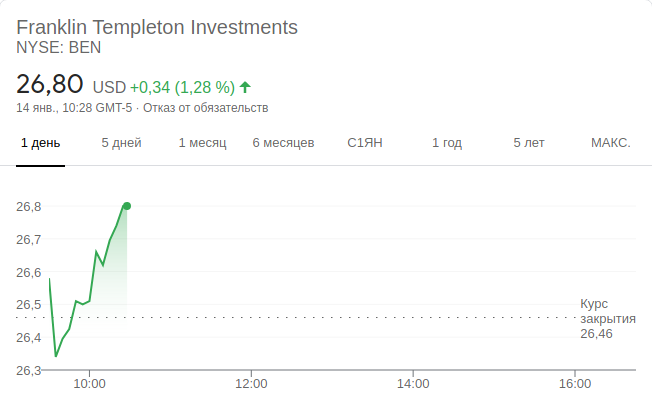 Franklin Templeton Investments
NYSE: BEN
26,80 USD +0,34 (1,28 %)
14 янв., 10:28 GMT-5 · Отказ от обязательств
1 день 5 дней 1 месяц 6 месяцев С1ЯН 1 год 5 лет МАКС.
26,8
26,7
26,6
26,5
26,4
26,3
Курс
закрытия
26,46
10:00 12:00 14:00 16:00